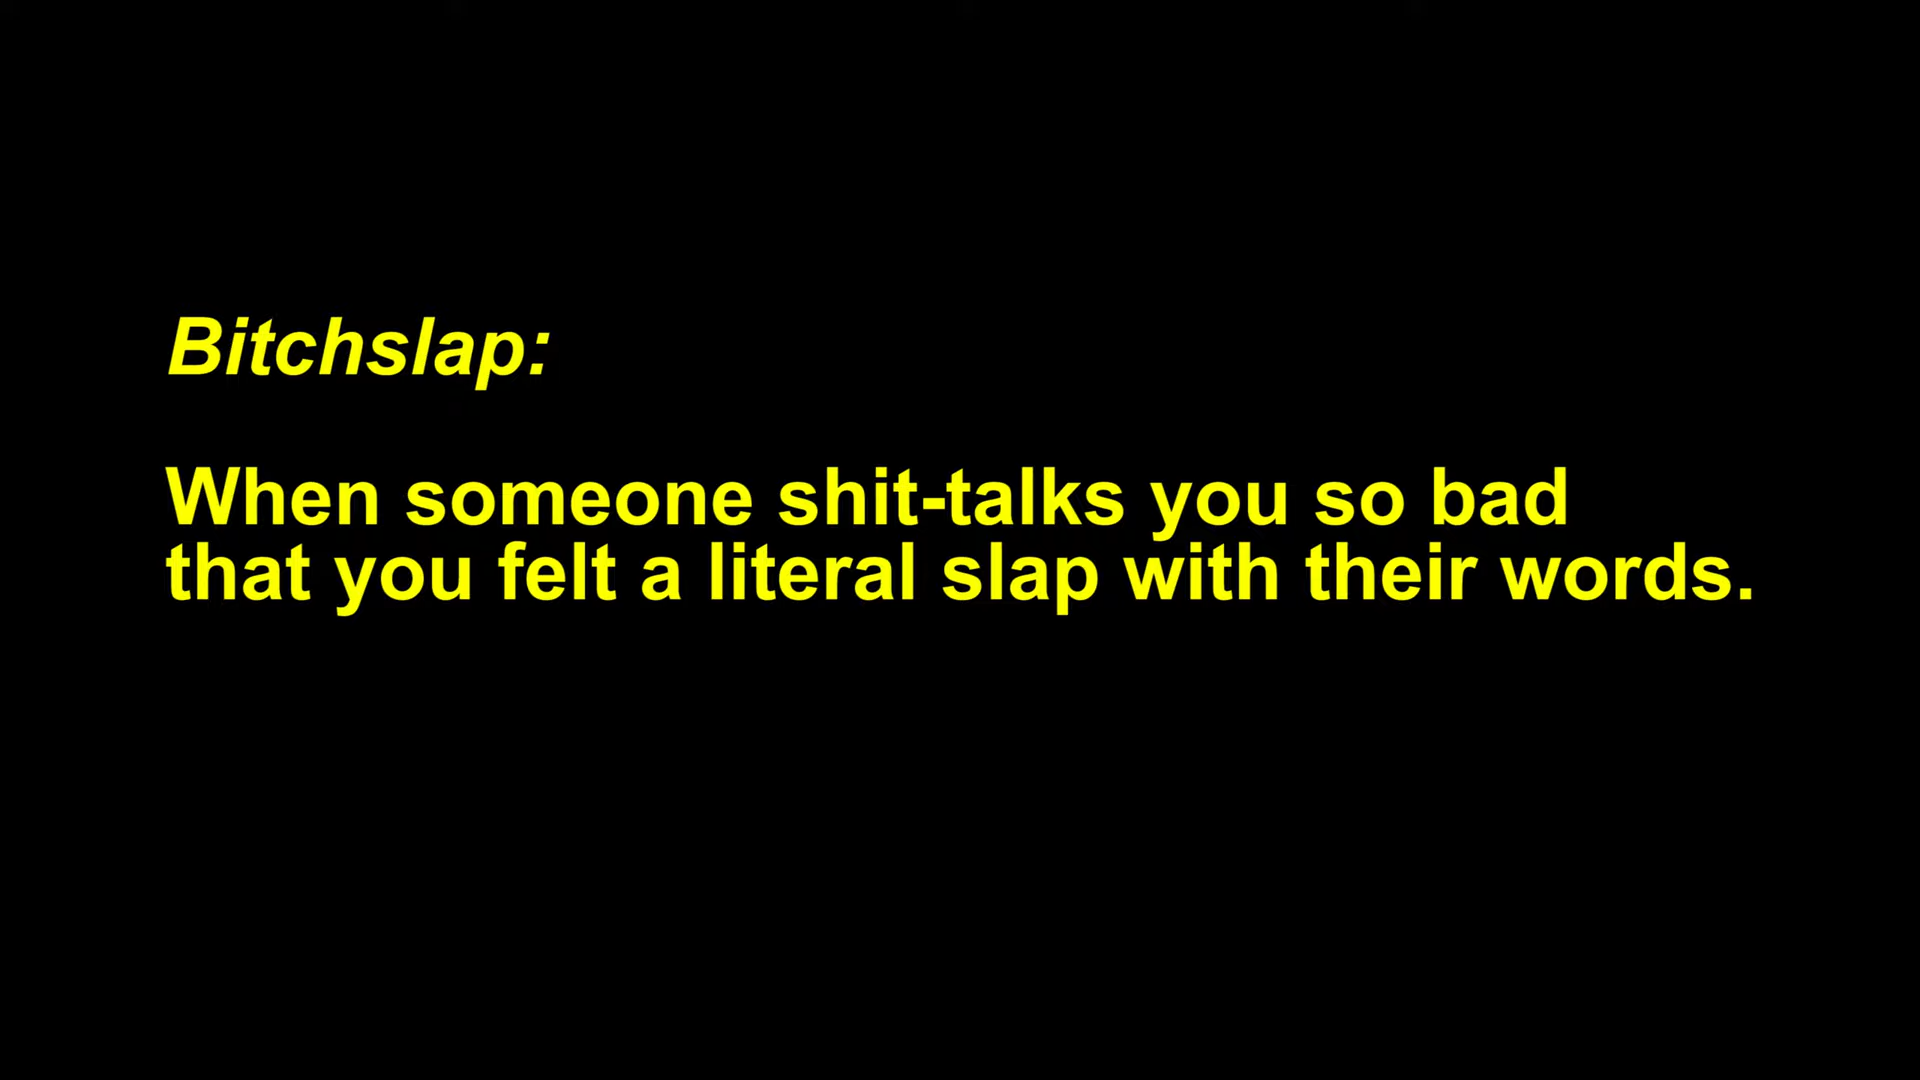 Bitchslap:
When someone shit-talks you so bad
that you felt a literal slap with their words.